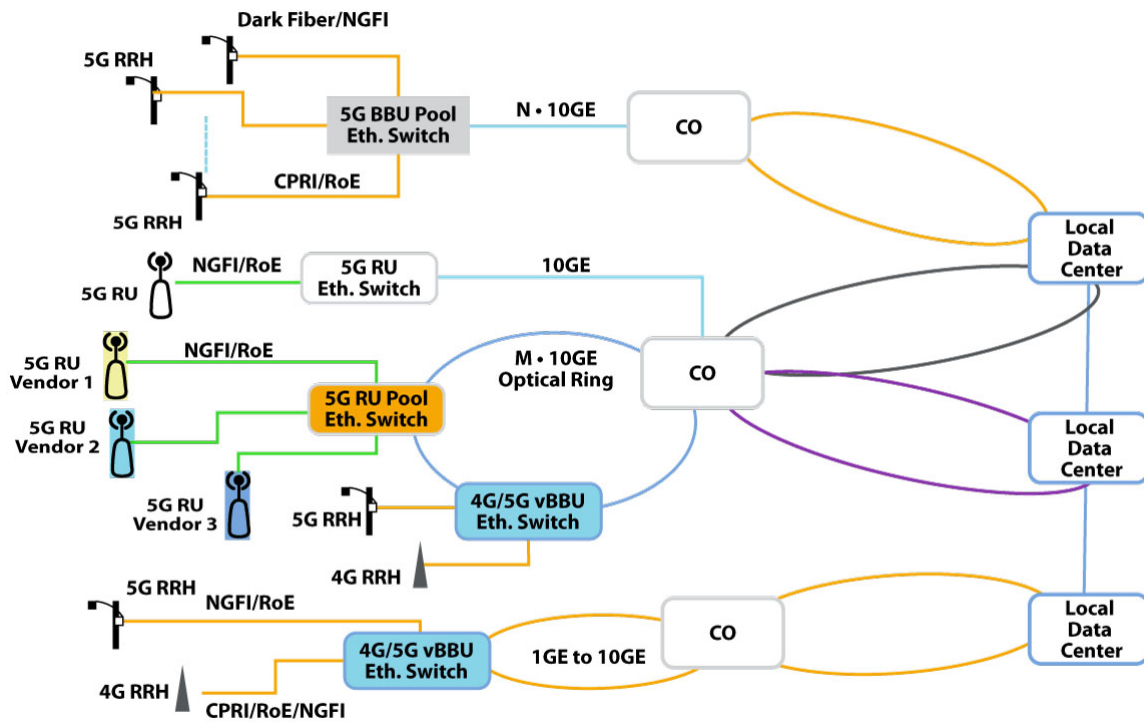 Dark Fiber/NGFI
5G RRH
5G BBU Pool
Eth. Switch
N • 10GE
CO
CPRI/RoE
5G RRH
Local
Data
Center
NGFI/RoE
5G RU
Eth. Switch
10GE
5G RU
NGFI/RoE
5G RU
Vendor 1
M • 10GE
Optical Ring
CO
5G RU Pool
Eth. Switch
5G RU
Vendor 2
Local
Data
Center
5G RU
Vendor 3
5G RRH
4G/5G vBBU
Eth. Switch
4G RRH
5G RRH
NGFI/RoE
4G/5G vBBU
Eth. Switch
1GE to 10GE
CO
Local
Data
Center
4G RRH
CPRI/RoE/NGFI